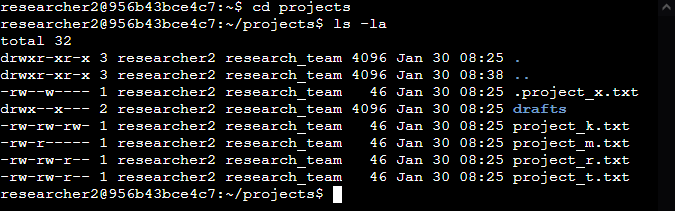 researcher2@956b43bce4c7:~$ cd projects
researcher2@956b43bce4c7:~/projects$ ls -la
total 32
drwxr-xr-x 3 researcher2 research_team 4096 Jan 30 08:25 .
drwxr-xr-x 3 researcher2 research_team 4096 Jan 30 08:38 ..
-rw--w---- 1 researcher2 research_team   46 Jan 30 08:25 .project_x.txt
drwx--x--- 2 researcher2 research_team 4096 Jan 30 08:25 drafts
-rw-rw-rw- 1 researcher2 research_team   46 Jan 30 08:25 project_k.txt
-rw-r----- 1 researcher2 research_team   46 Jan 30 08:25 project_m.txt
-rw-rw-r-- 1 researcher2 research_team   46 Jan 30 08:25 project_r.txt
-rw-rw-r-- 1 researcher2 research_team   46 Jan 30 08:25 project_t.txt
researcher2@956b43bce4c7:~/projects$